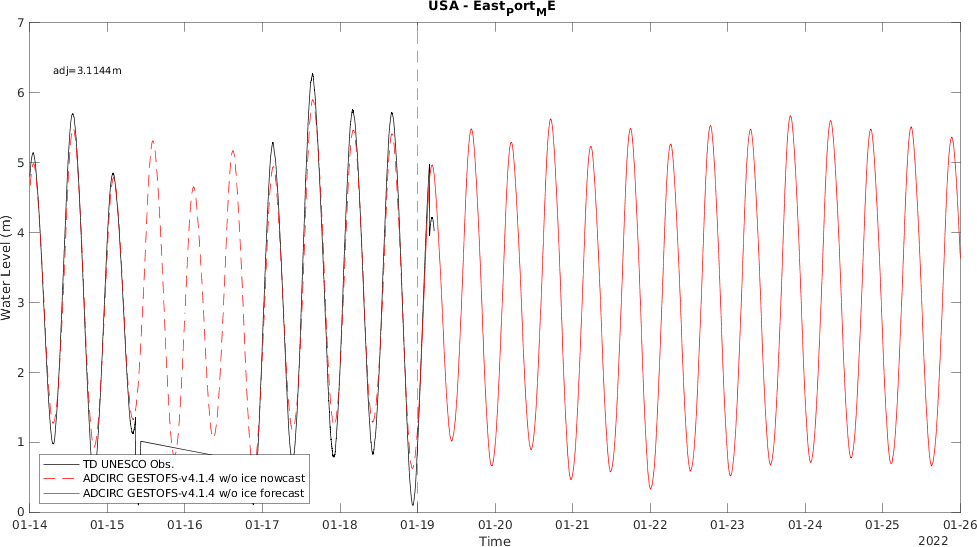 USA - EastPortME
7
6
5
4
3
2
1
0
adj=3.1144m
Water Level (m)
TD UNESCO Obs.
ADCIRC GESTOFS-v4.1.4 w/o ice nowcast
ADCIRC GESTOFS-v4.1.4 w/o ice forecast
01-14 01-15 01-16 01-17 01-18 01-19 01-20 01-21 01-22 01-23 01-24 01-25 01-26
Time
2022